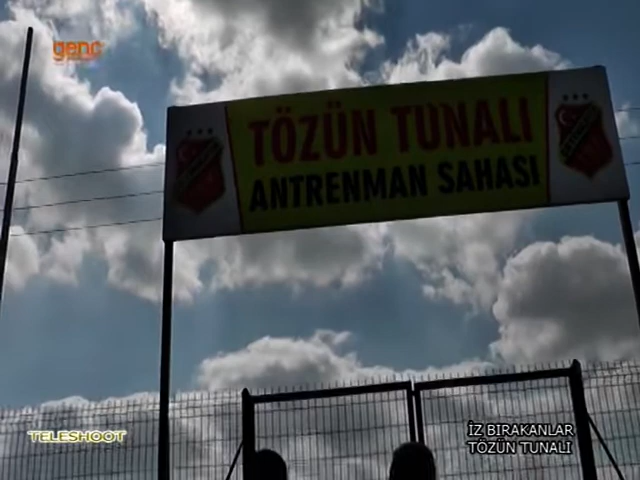 genç
TÖZÜN TUNALI
ANTRENMAN SAHASI
TELESHOOT
İZ BIRAKANLAR
TÖZÜN TUNALI